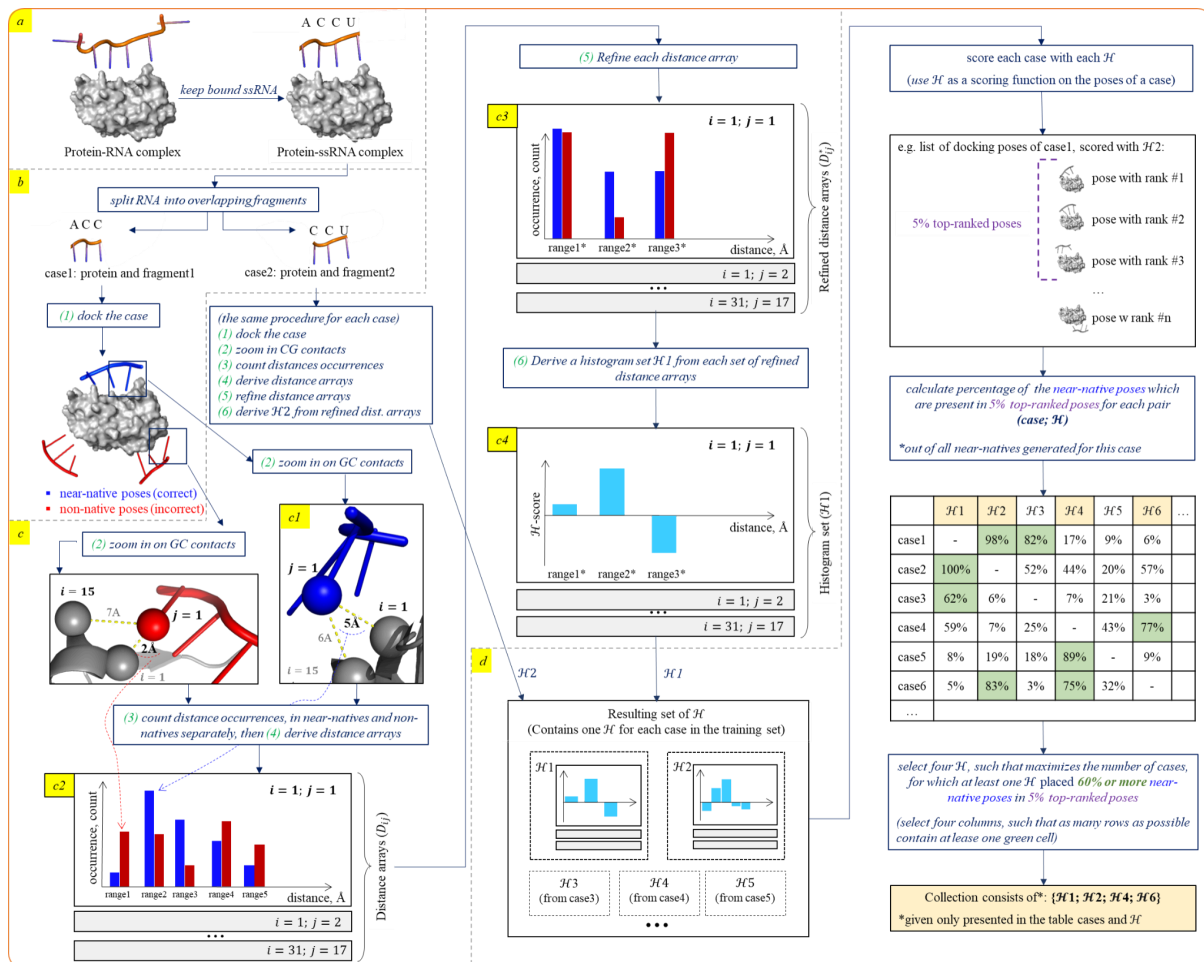 a
A C C U
keep bound ssRNA
Protein-RNA complex
Protein-ssRNA complex
b
split RNA into overlapping fragments
A C C
C C U
case1: protein and fragment1
case2: protein and fragment2
(1) dock the case
(the same procedure for each case)
(1) dock the case
(2) zoom in CG contacts
(3) count distances occurrences
(4) derive distance arrays
(5) refine distance arrays
(6) derive ℋ2 from refined dist. arrays
near-native poses (correct)
non-native poses (incorrect)
(2) zoom in on GC contacts
c
(2) zoom in on GC contacts
i = 15
7A
j = 1
2Å
i = 1
c1
j = 1
i = 1
5Å
6A
i = 15
(3) count distance occurrences, in near-natives and non-
natives separately, then (4) derive distance arrays
c2
i = 1; j = 1
occurrence, count
range1
range2
range3
range4
range5
distance, Å
i = 1; j = 2
•••
i = 31; j = 17
Distance arrays (D_ij)
(5) Refine each distance array
c3
i = 1; j = 1
occurrence, count
distance, Å
range1*
range2*
range3*
i = 1; j = 2
•••
i = 31; j = 17
Refined distance arrays (D*_ij)
(6) Derive a histogram set ℋ1 from each set of refined
distance arrays
c4
i = 1; j = 1
ℋ-score
distance, Å
range1*
range2*
range3*
i = 1; j = 2
•••
i = 31; j = 17
Histogram set (ℋ1)
d
ℋ2
ℋ1
Resulting set of ℋ
(Contains one ℋ for each case in the training set)
ℋ1
ℋ2
ℋ3
(from case3)
ℋ4
(from case4)
ℋ5
(from case5)
•••
score each case with each ℋ
(use ℋ as a scoring function on the poses of a case)
e.g. list of docking poses of case1, scored with ℋ2:
5% top-ranked poses
pose with rank #1
pose with rank #2
pose with rank #3
…
pose w rank #n
calculate percentage of the near-native poses which
are present in 5% top-ranked poses for each pair
(case; ℋ)
*out of all near-natives generated for this case
ℋ1 ℋ2 ℋ3 ℋ4 ℋ5 ℋ6 …
case1 - 98% 82% 17% 9% 6%
case2 100% - 52% 44% 20% 57%
case3 62% 6% - 7% 21% 3%
case4 59% 7% 25% - 43% 77%
case5 8% 19% 18% 89% - 9%
case6 5% 83% 3% 75% 32% -
…
select four ℋ, such that maximizes the number of cases,
for which at least one ℋ placed 60% or more near-
native poses in 5% top-ranked poses
(select four columns, such that as many rows as possible
contain at least one green cell)
Collection consists of*: {ℋ1; ℋ2; ℋ4; ℋ6}
*given only presented in the table cases and ℋ